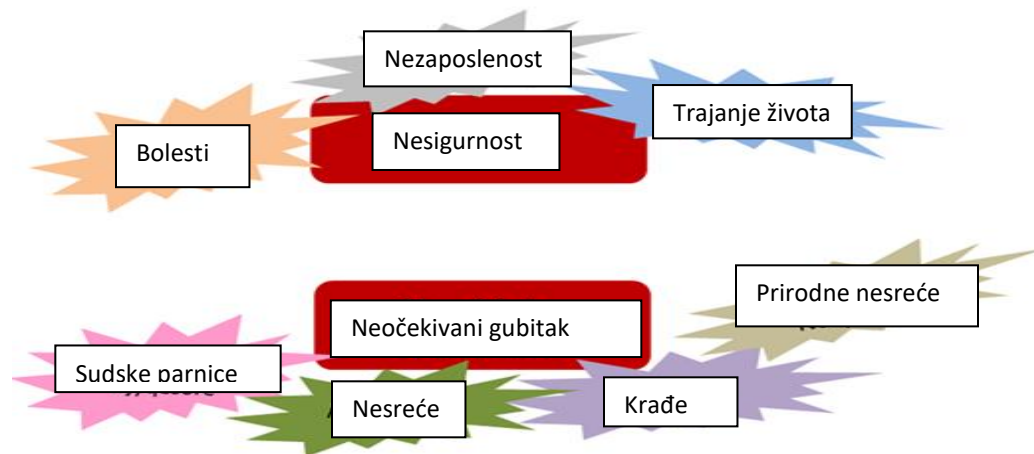 Nezaposlenost
Trajanje života
Nesigurnost
Bolesti
Prirodne nesreće
Neočekivani gubitak
Sudske parnice
Nesreće
Krađe